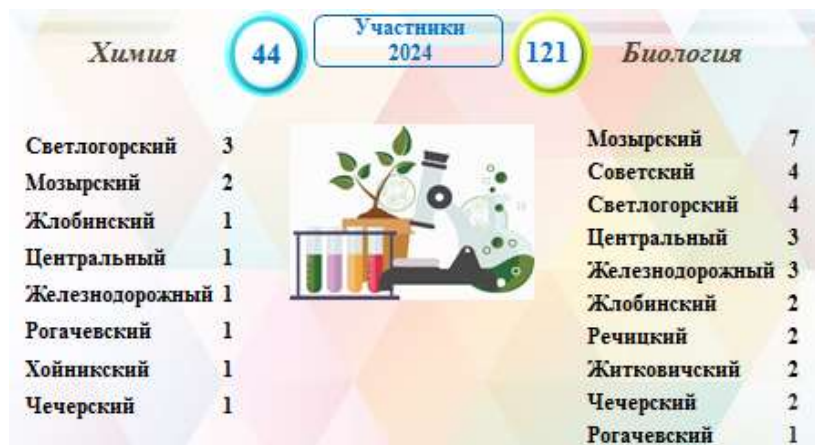 Химия
44
Участники
2024
121
Биология
Светлогорский 3
Мозырский 2
Жлобинский 1
Центральный 1
Железнодорожный 1
Рогачевский 1
Хойникский 1
Чечерский 1
Мозырский 7
Советский 4
Светлогорский 4
Центральный 3
Железнодорожный 3
Жлобинский 2
Речицкий 2
Житковичский 2
Чечерский 2
Рогачевский 1